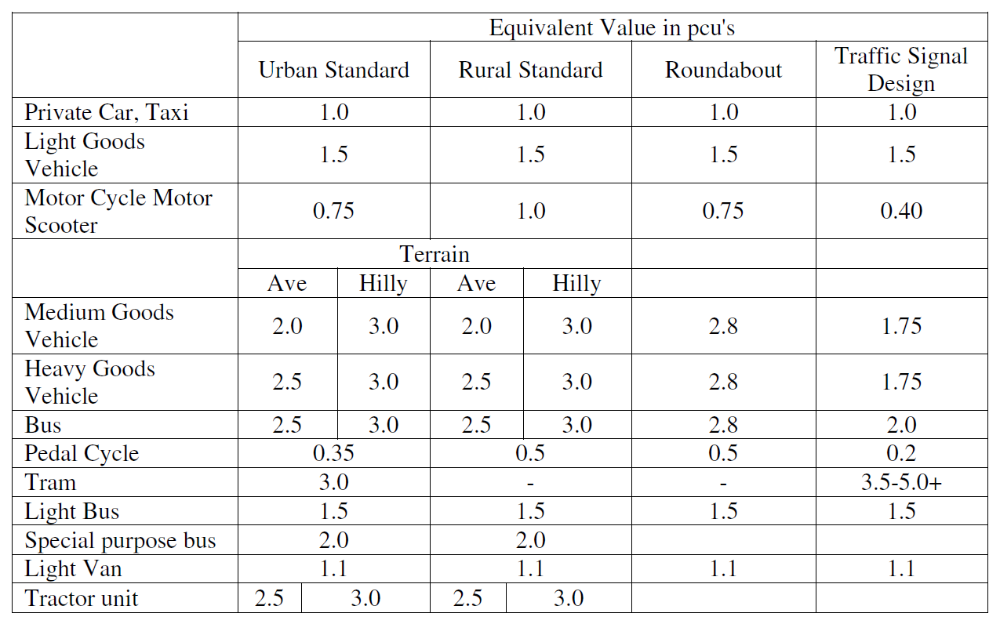 Equivalent Value in pcu's
Urban Standard Rural Standard Roundabout Traffic Signal
Design
Private Car, Taxi 1.0 1.0 1.0 1.0
Light Goods
Vehicle 1.5 1.5 1.5 1.5
Motor Cycle Motor
Scooter 0.75 1.0 0.75 0.40
Terrain
Ave Hilly Ave Hilly
Medium Goods
Vehicle 2.0 3.0 2.0 3.0 2.8 1.75
Heavy Goods
Vehicle 2.5 3.0 2.5 3.0 2.8 1.75
Bus 2.5 3.0 2.5 3.0 2.8 2.0
Pedal Cycle 0.35 0.5 0.5 0.2
Tram 3.0 - - 3.5-5.0+
Light Bus 1.5 1.5 1.5 1.5
Special purpose bus 2.0 2.0
Light Van 1.1 1.1 1.1 1.1
Tractor unit 2.5 3.0 2.5 3.0